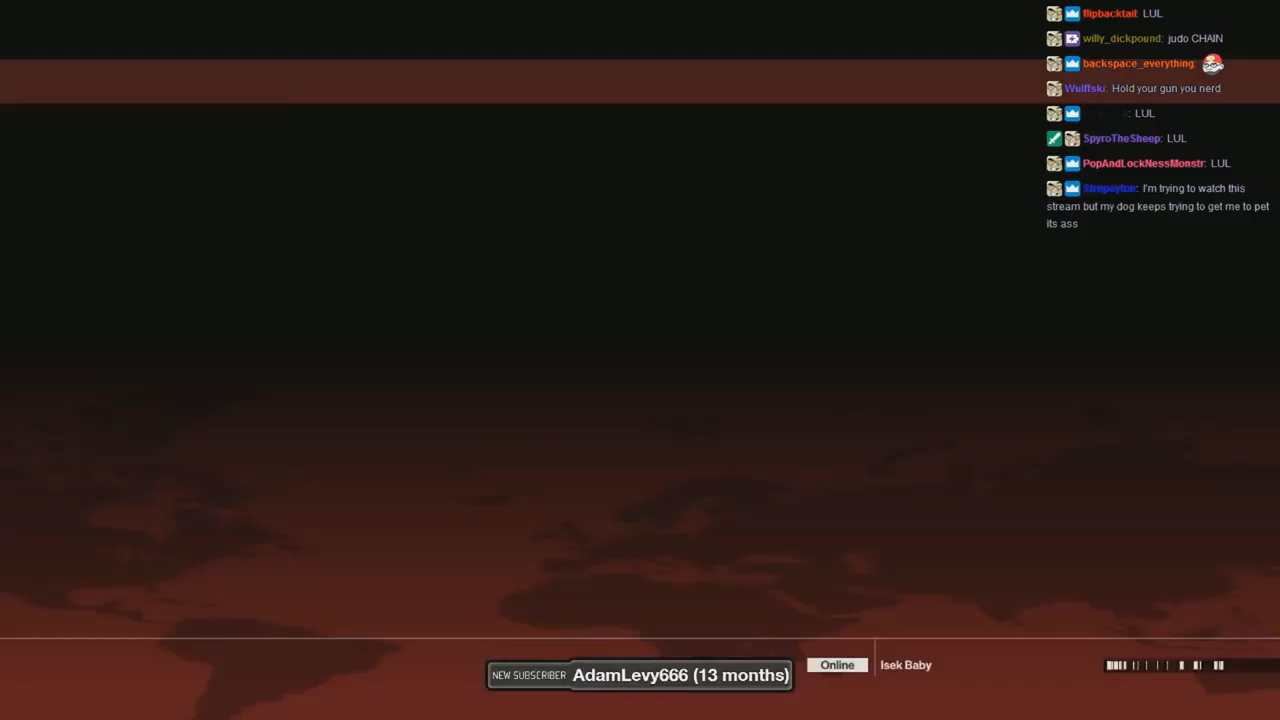 flipbacktail: LUL
willy_dickpound: judo CHAIN
backspace_everything:
Wulffski: Hold your gun you nerd
: LUL
SpyroTheSheep: LUL
PopAndLockNessMonstr: LUL
: I'm trying to watch this
stream but my dog keeps trying to get me to pet
its ass
NEW SUBSCRIBER AdamLevy666 (13 months)
Online Isek Baby